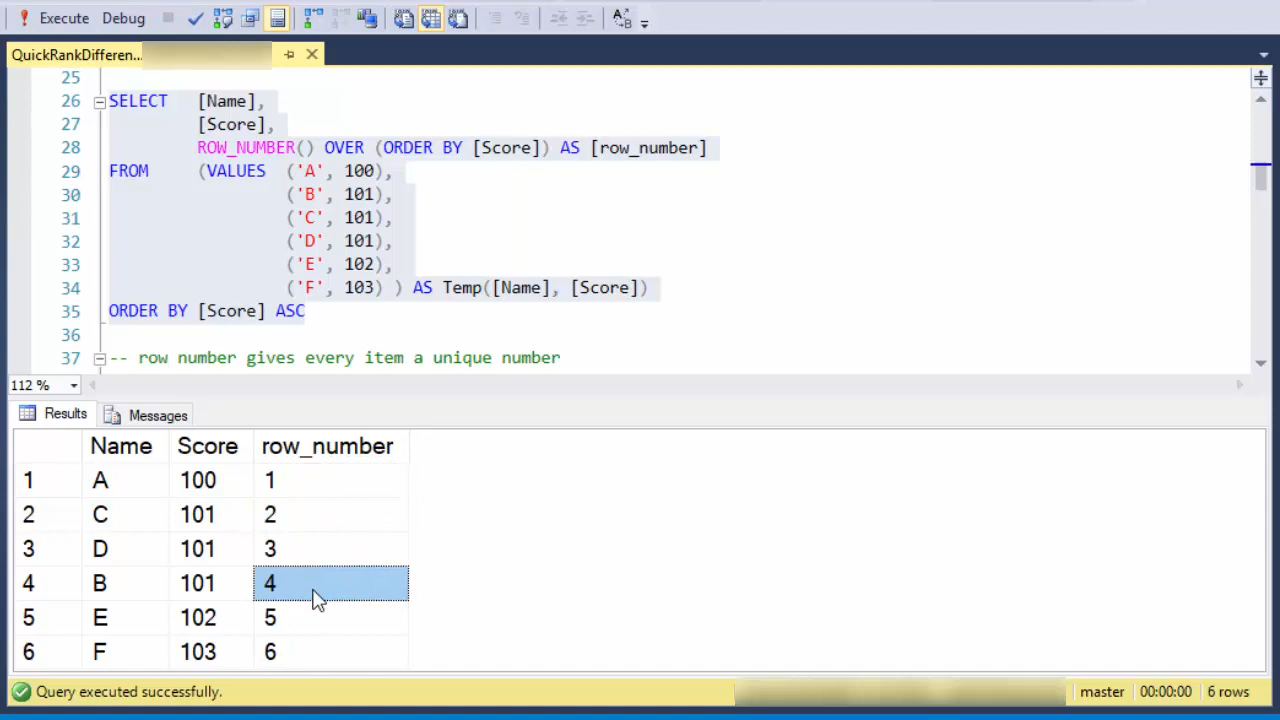 Execute Debug
QuickRankDifferen...
25
26 SELECT [Name],
27 [Score],
28 ROW_NUMBER() OVER (ORDER BY [Score]) AS [row_number]
29 FROM (VALUES ('A', 100),
30 ('B', 101),
31 ('C', 101),
32 ('D', 101),
33 ('E', 102),
34 ('F', 103) ) AS Temp([Name], [Score])
35 ORDER BY [Score] ASC
36
37 -- row number gives every item a unique number
112 %
Results Messages
Name Score row_number
1 A 100 1
2 C 101 2
3 D 101 3
4 B 101 4
5 E 102 5
6 F 103 6
Query executed successfully. master 00:00:00 6 rows